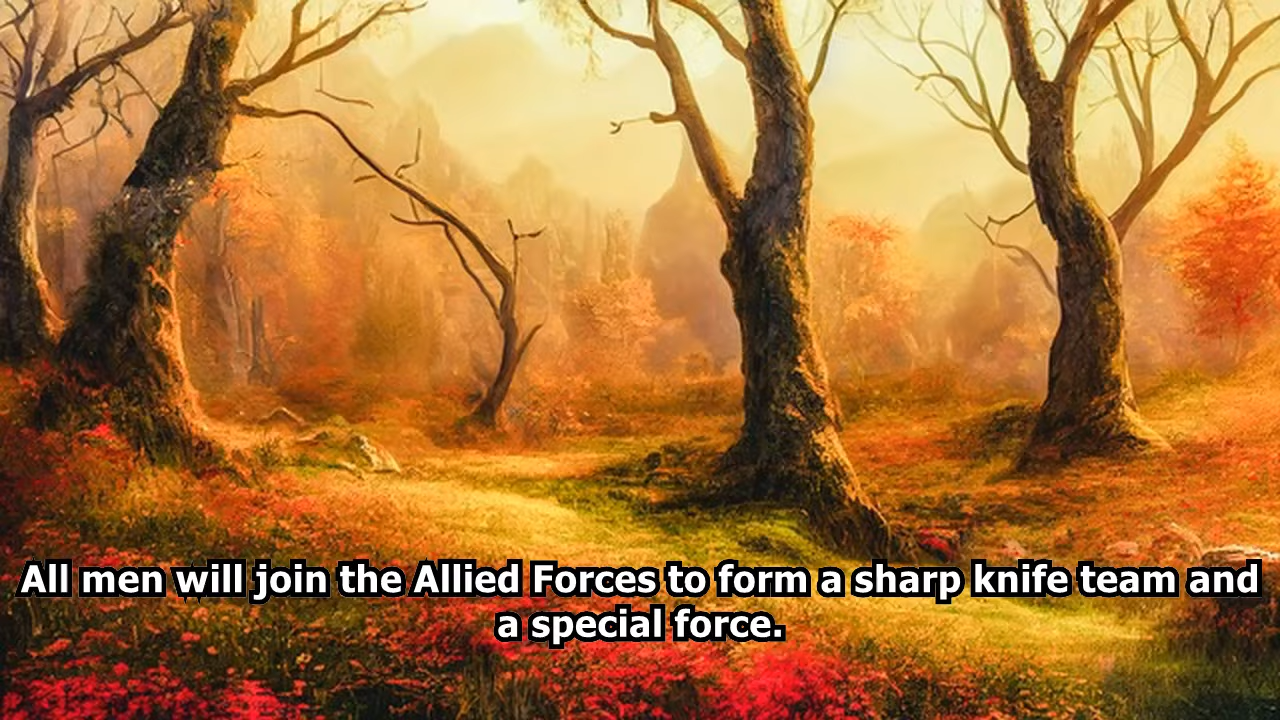 All men will join the Allied Forces to form a sharp knife team and
a special force.